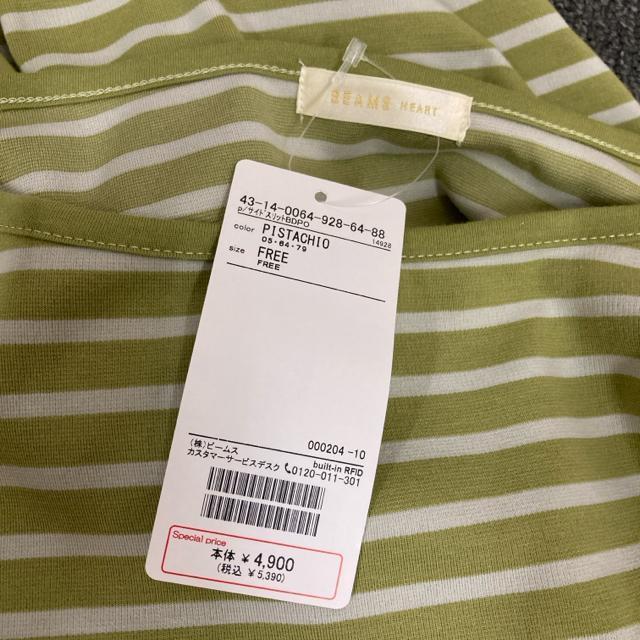 BEAMS HEART
43-14-0064-928-64-88
p/サイドスリットBDPO
14928
color PISTACHIO
05・64・79
size FREE
FREE
000204 -10
(株)ビームス
built-in RFID
カスタマーサービスデスク 📞0120-011-301
Special price
本体 ¥ 4,900
(税込 ¥ 5,390)